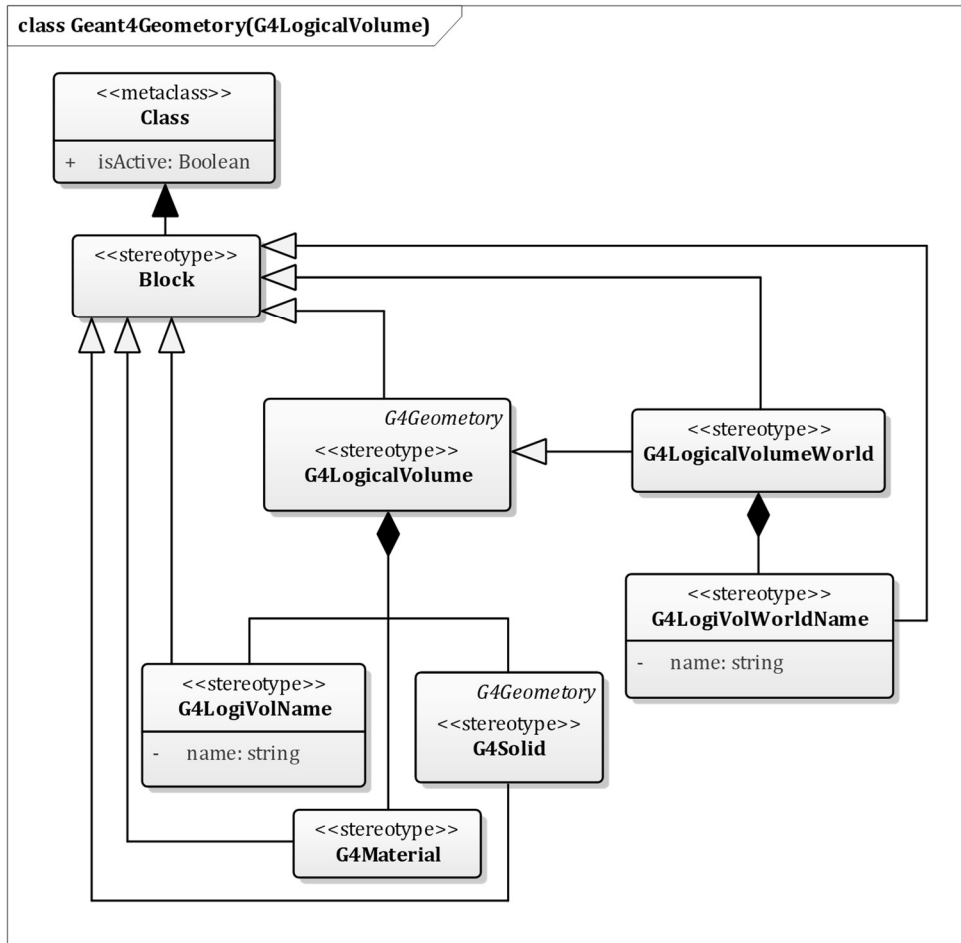 class Geant4Geometory(G4LogicalVolume)
<<metaclass>>
Class
+ isActive: Boolean
<<stereotype>>
Block
G4Geometory
<<stereotype>>
G4LogicalVolume
<<stereotype>>
G4LogicalVolumeWorld
<<stereotype>>
G4LogiVolWorldName
- name: string
<<stereotype>>
G4LogiVolName
- name: string
G4Geometory
<<stereotype>>
G4Solid
<<stereotype>>
G4Material